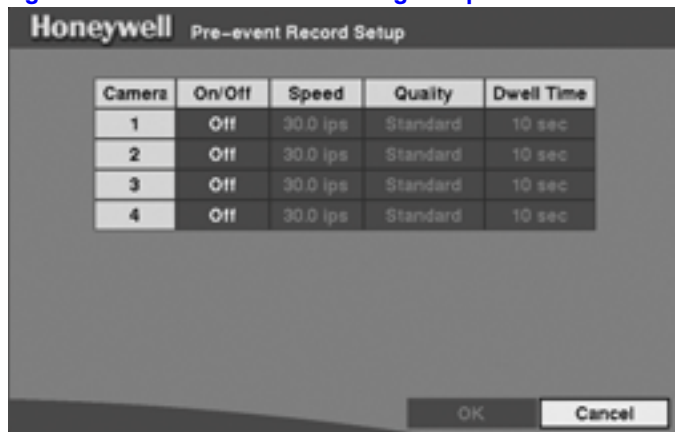 Honeywell Pre-event Record Setup
Camera On/Off Speed Quality Dwell Time
1 Off 30.0 ips Standard 10 sec
2 Off 30.0 ips Standard 10 sec
3 Off 30.0 ips Standard 10 sec
4 Off 30.0 ips Standard 10 sec
OK Cancel